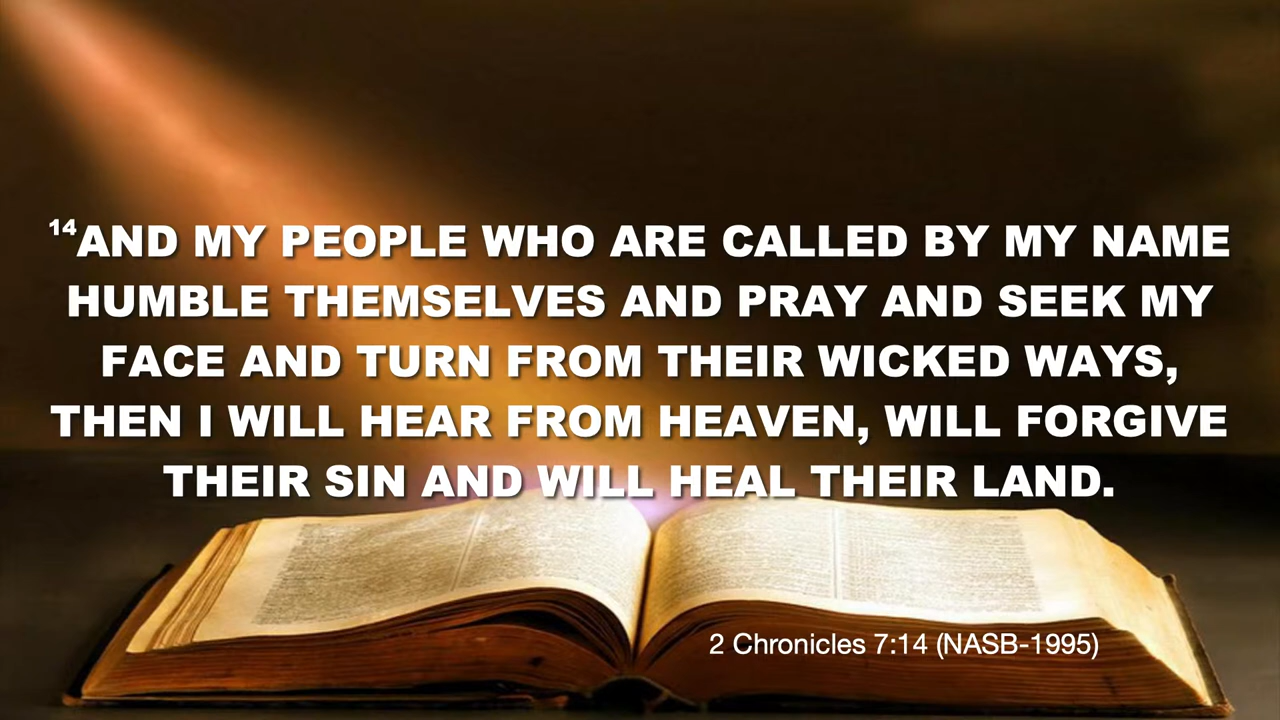 14AND MY PEOPLE WHO ARE CALLED BY MY NAME
HUMBLE THEMSELVES AND PRAY AND SEEK MY
FACE AND TURN FROM THEIR WICKED WAYS,
THEN I WILL HEAR FROM HEAVEN, WILL FORGIVE
THEIR SIN AND WILL HEAL THEIR LAND.
2 Chronicles 7:14 (NASB-1995)